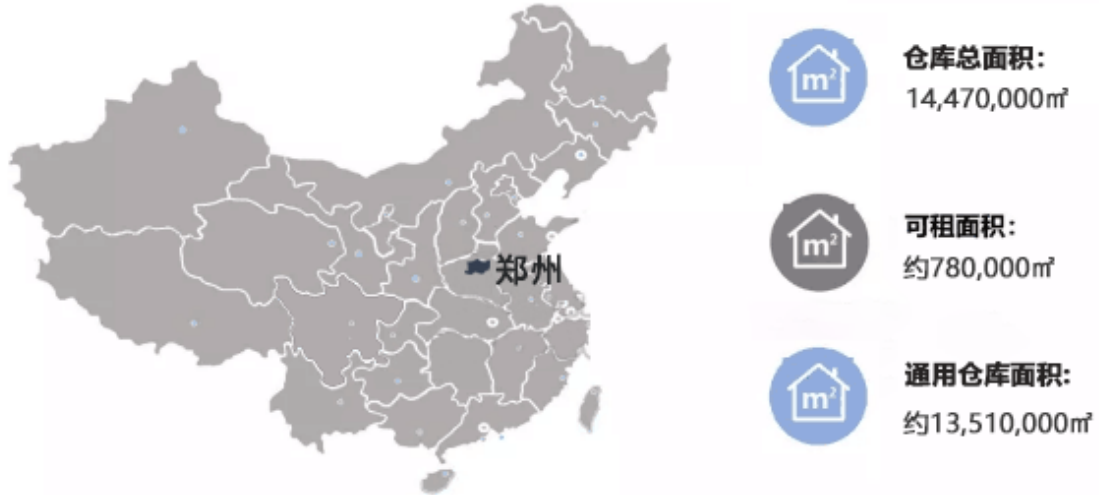 仓库总面积:
14,470,000㎡
m²
可租面积:
约780,000㎡
m²
郑州
通用仓库面积:
约13,510,000㎡
m²